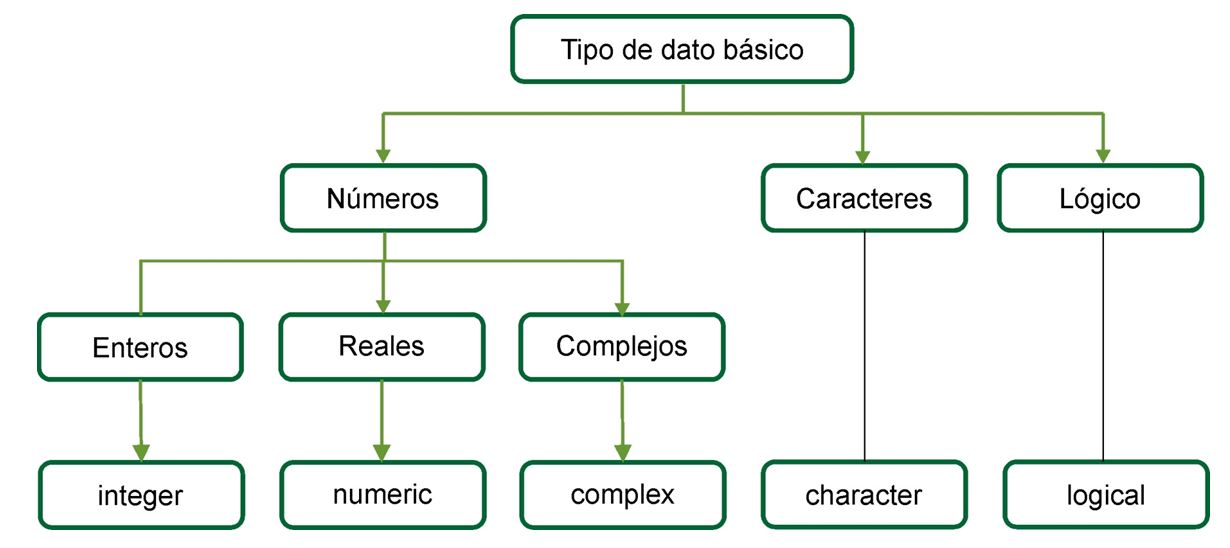 Tipo de dato básico
Números
Caracteres
Lógico
Enteros
Reales
Complejos
integer
numeric
complex
character
logical